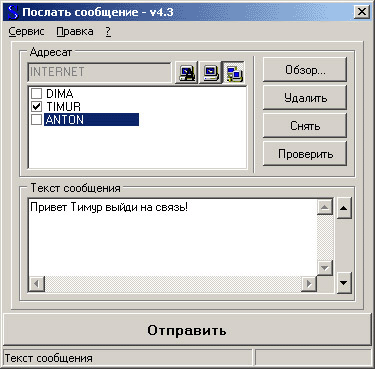 Послать сообщение - v4.3
Сервис Правка ?
Адресат
INTERNET
Обзор...
DIMA
TIMUR
ANTON
Удалить
Снять
Проверить
Текст сообщения
Привет Тимур выйди на связь!
Отправить
Текст сообщения